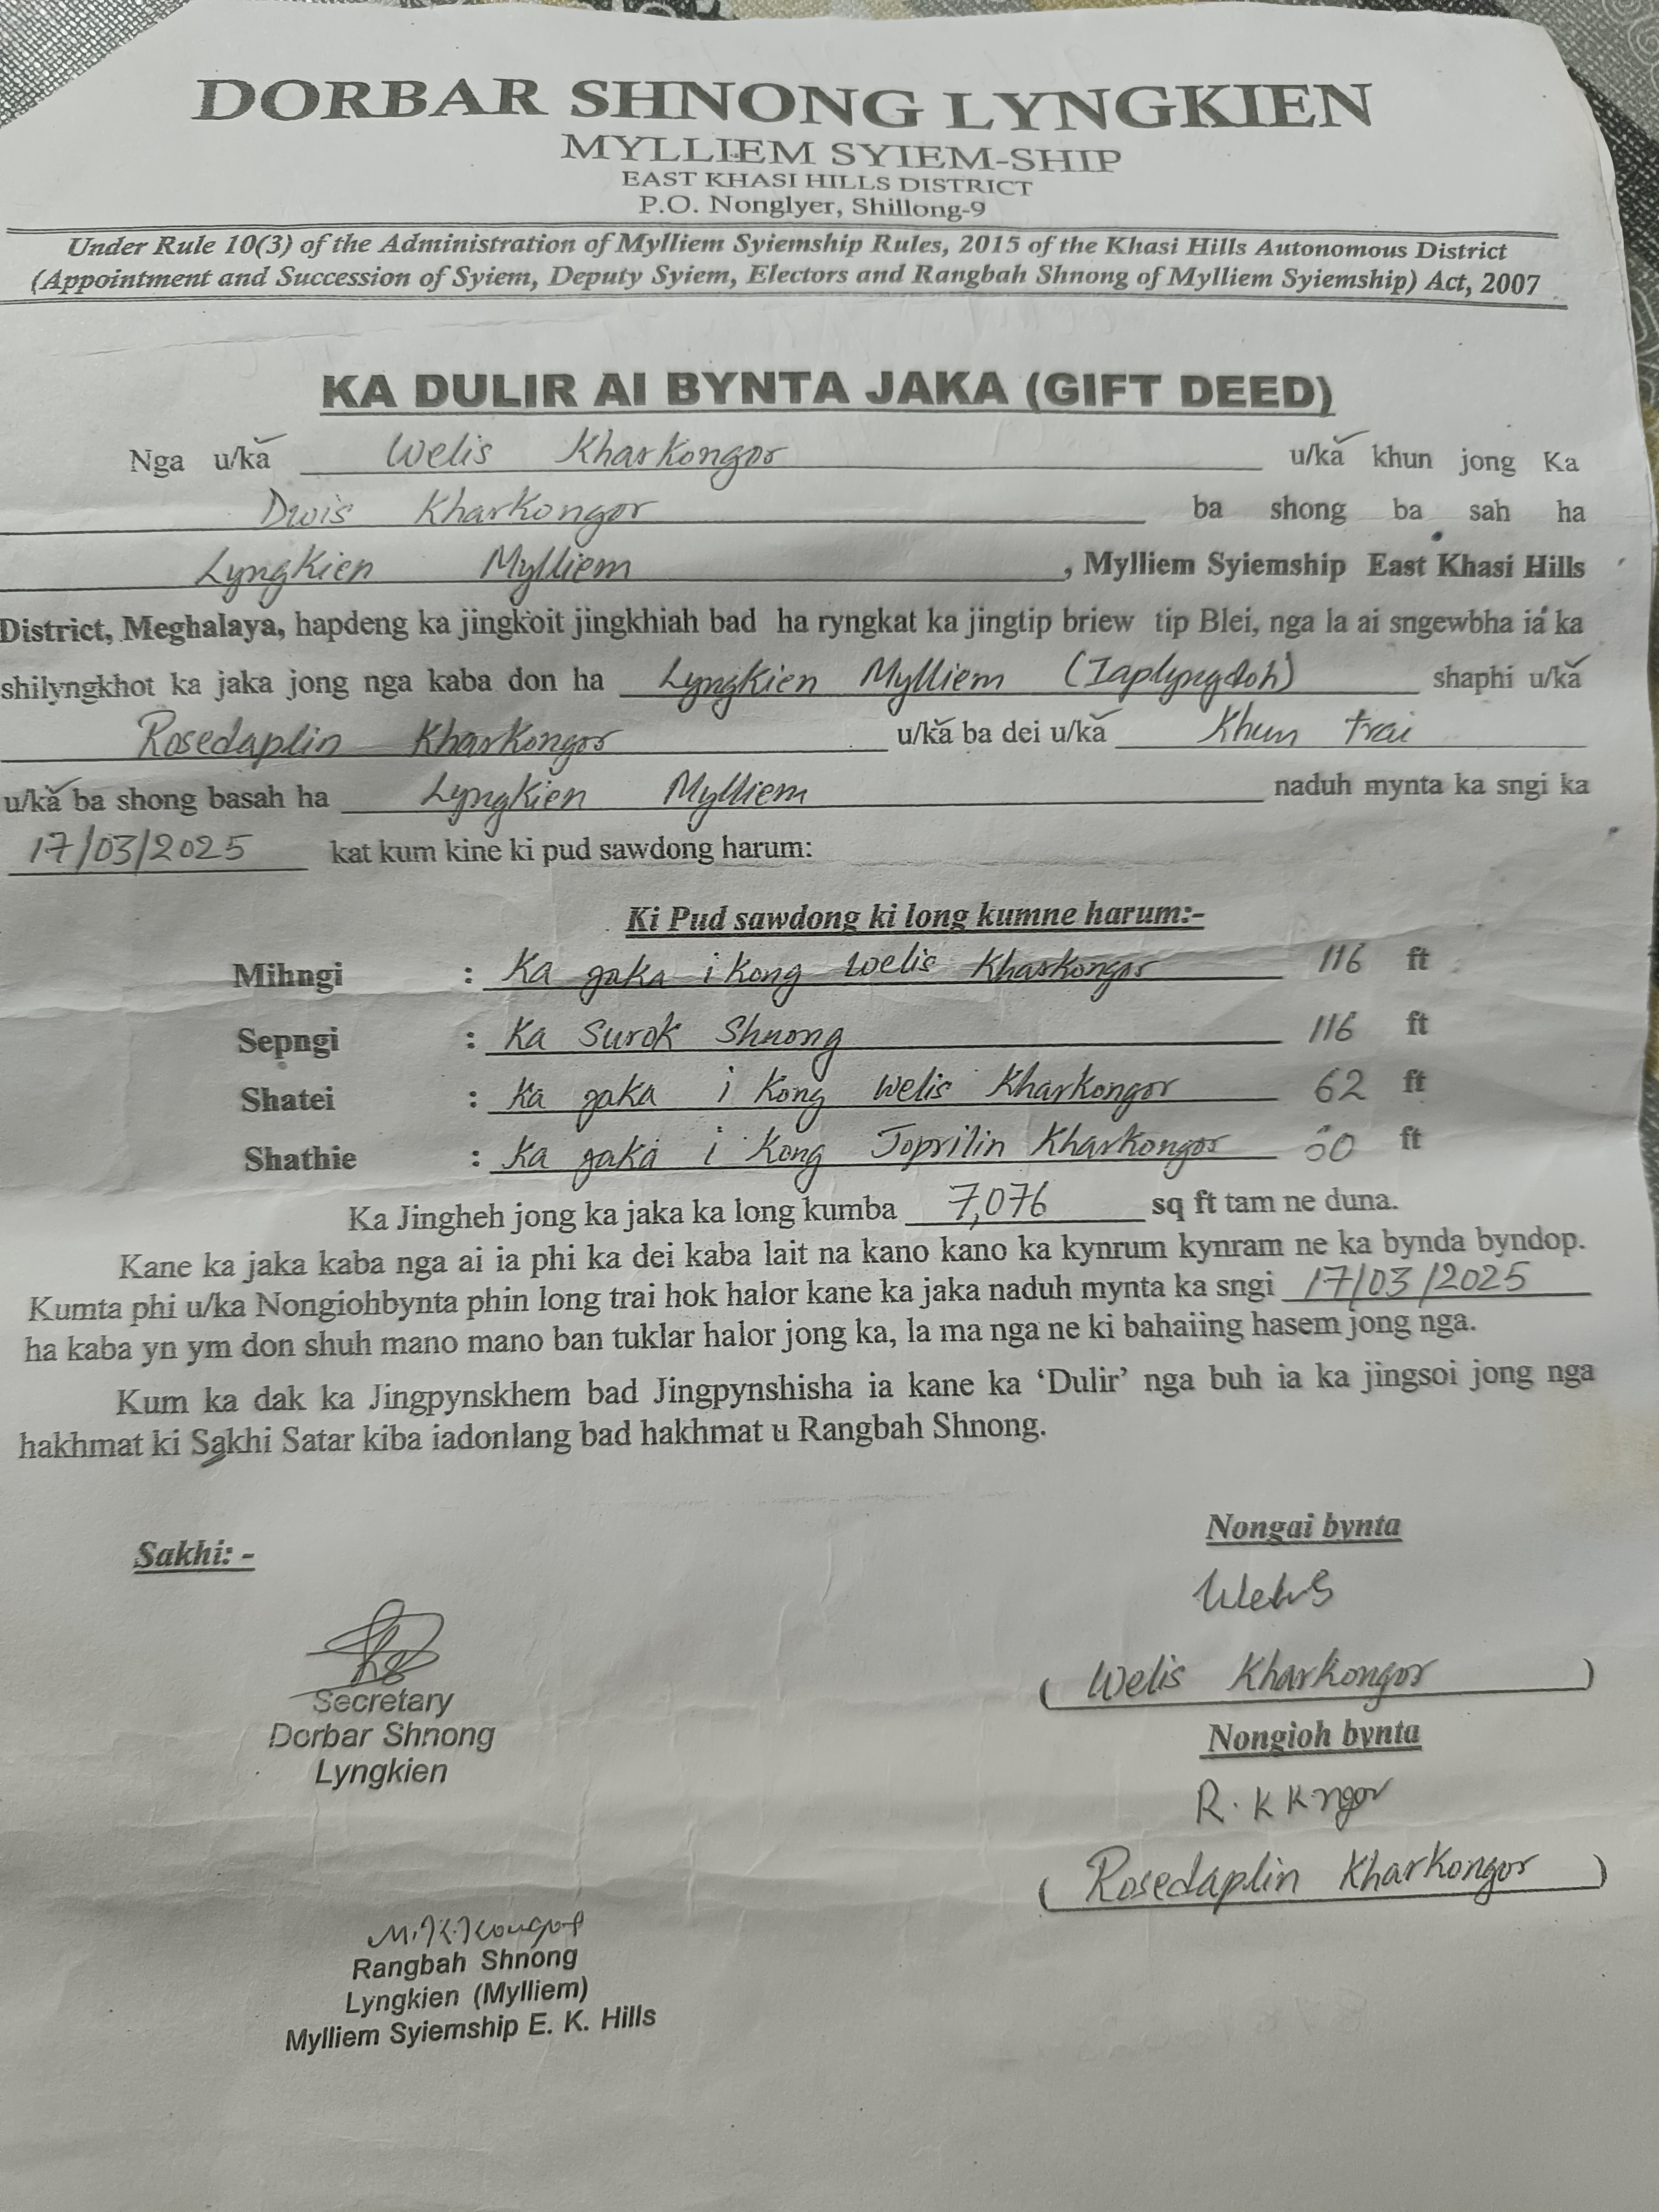 DORBAR SHNONG LYNGKIEN
MYLLIEM SYIEM-SHIP
EAST KHASI HILLS DISTRICT
P.O. Nonglyer, Shillong-9
Under Rule 10(3) of the Administration of Mylliem Syiemship Rules, 2015 of the Khasi Hills Autonomous District
(Appointment and Succession of Syiem, Deputy Syiem, Electors and Rangbah Shnong of Mylliem Syiemship) Act, 2007
KA DULIR AI BYNTA JAKA (GIFT DEED)
Nga u/ka Welis Kharkongor u/ka khun jong Ka
Dwis Kharkongor ba shong ba sah ha
Lyngkien Mylliem, Mylliem Syiemship East Khasi Hills
District, Meghalaya, hapdeng ka jingkoit jingkhiah bad ha ryngkat ka jingtip briew tip Blei, nga la ai sngewbha ia ka
shilyngkhot ka jaka jong nga kaba don ha Lyngkien Mylliem (Iaplyngdoh) shaphi u/ka
Rosedaplin Kharkongor u/ka ba dei u/ka Khun trai
u/ka ba shong basah ha Lyngkien Mylliem naduh mynta ka sngi ka
17/03/2025 kat kum kine ki pud sawdong harum:
Ki Pud sawdong ki long kumne harum:-
Mihngi : Ka jaka i Kong Welis Kharkongor 116 ft
Sepngi : Ka Surok Shnong 116 ft
Shatei : Ka jaka i Kong Welis Kharkongor 62 ft
Shathie : Ka jaka i Kong Joprilin Kharkongor ft
Ka Jingheh jong ka jaka ka long kumba 7,076 sq ft tam ne duna.
Kane ka jaka kaba nga ai ia phi ka dei kaba lait na kano kano ka kynrum kynram ne ka bynda byndop.
Kumta phi u/ka Nongiohbynta phin long trai hok halor kane ka jaka naduh mynta ka sngi 17/03/2025
ha kaba yn ym don shuh mano mano ban tuklar halor jong ka, la ma nga ne ki bahaiing hasem jong nga.
Kum ka dak ka Jingpynskhem bad Jingpynshisha ia kane ka 'Dulir' nga buh ia ka jingsoi jong nga
hakhmat ki Sakhi Satar kiba iadonlang bad hakhmat u Rangbah Shnong.
Nongai bynta
Sakhi: -
Welis
Secretary
Dorbar Shnong
Lyngkien
( Welis Kharkongor )
Nongioh bynta
R. K Kngor
( Rosedaplin Kharkongor )
M.K.Kongor
Rangbah Shnong
Lyngkien (Mylliem)
Mylliem Syiemship E. K. Hills